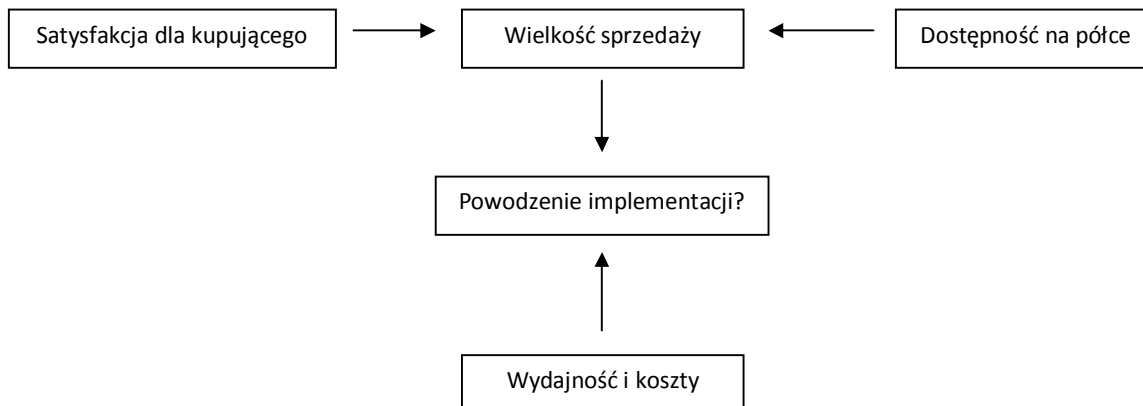 Satysfakcja dla kupującego
Wielkość sprzedaży
Dostępność na półce
Powodzenie implementacji?
Wydajność i koszty